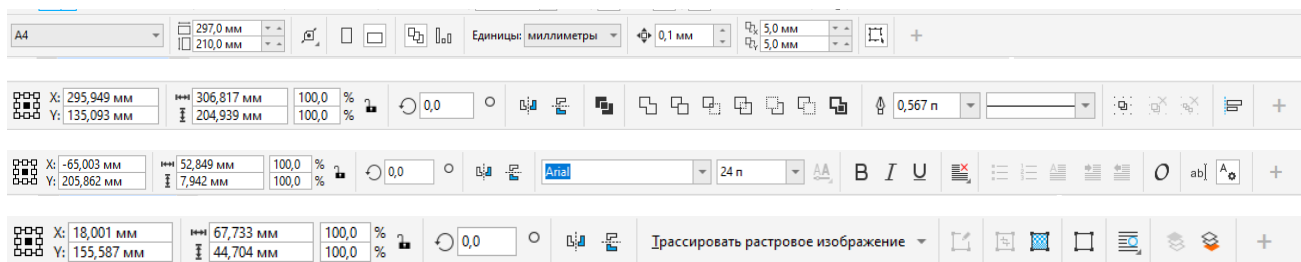 A4 297,0 мм Единицы: миллиметры 0,1 мм 5,0 мм
210,0 мм 5,0 мм
X: 295,949 мм 306,817 мм 100,0 % 0,0 0,567 п
Y: 135,093 мм 204,939 мм 100,0 %
X: -65,003 мм 52,849 мм 100,0 % 0,0 Arial 24 п B I U O ab
Y: 205,862 мм 7,942 мм 100,0 %
X: 18,001 мм 67,733 мм 100,0 % 0,0 Трассировать растровое изображение
Y: 155,587 мм 44,704 мм 100,0 %